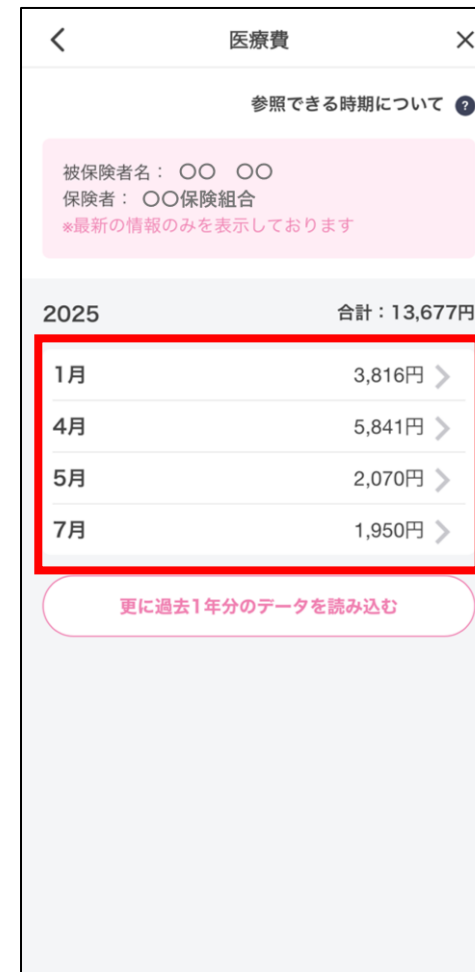 医療費
参照できる時期について ?
被保険者名： 〇〇 〇〇
保険者： 〇〇保険組合
※最新の情報のみを表示しております
2025 合計：13,677円
1月 3,816円
4月 5,841円
5月 2,070円
7月 1,950円
更に過去1年分のデータを読み込む